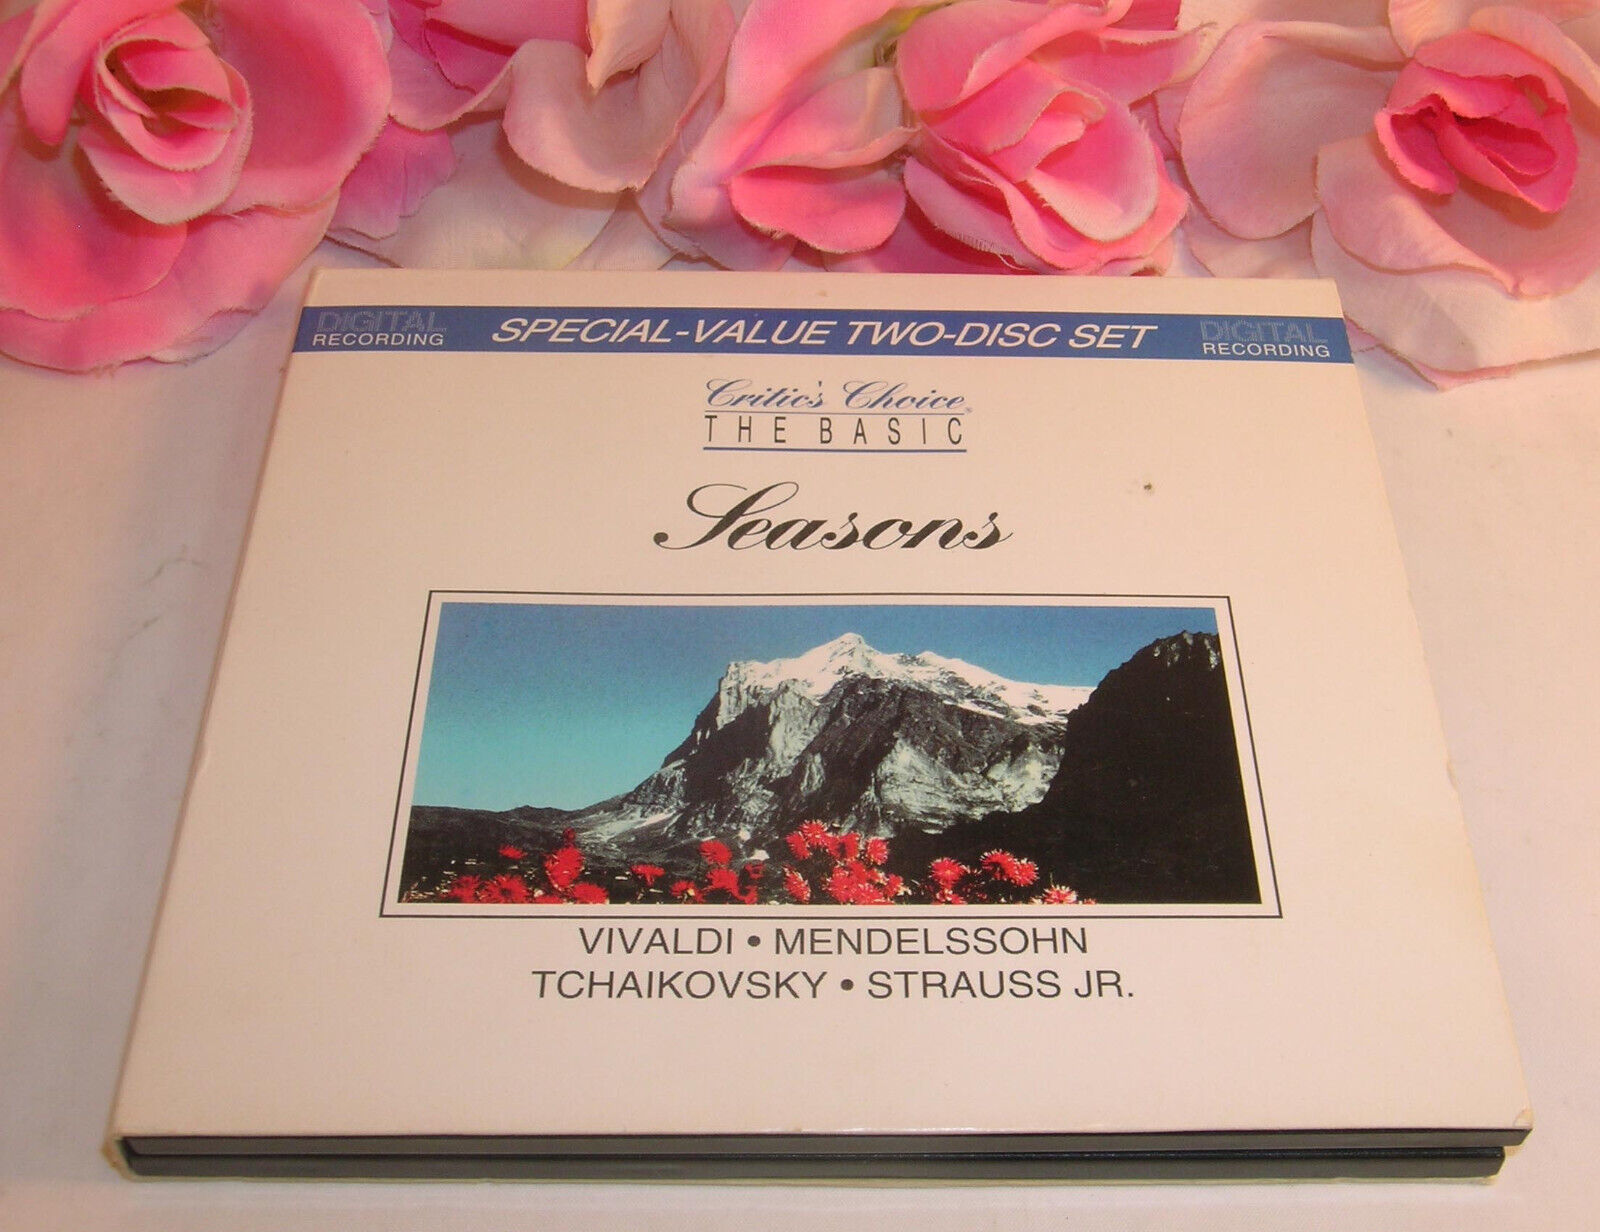 DIGITAL RECORDING
SPECIAL-VALUE TWO-DISC SET
DIGITAL RECORDING
Critic's Choice®
THE BASIC
Seasons
VIVALDI • MENDELSSOHN
TCHAIKOVSKY • STRAUSS JR.